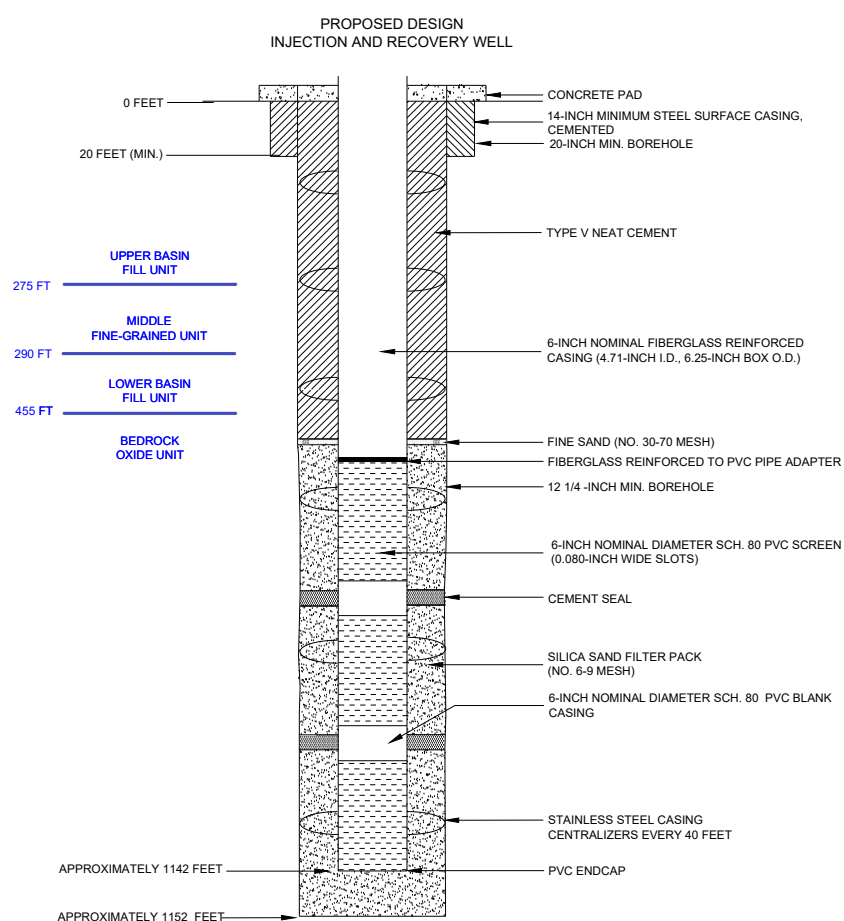 PROPOSED DESIGN
INJECTION AND RECOVERY WELL
0 FEET
20 FEET (MIN.)
UPPER BASIN
FILL UNIT
275 FT
MIDDLE
FINE-GRAINED UNIT
290 FT
LOWER BASIN
FILL UNIT
455 FT
BEDROCK
OXIDE UNIT
APPROXIMATELY 1142 FEET
APPROXIMATELY 1152 FEET
CONCRETE PAD
14-INCH MINIMUM STEEL SURFACE CASING,
CEMENTED
20-INCH MIN. BOREHOLE
TYPE V NEAT CEMENT
6-INCH NOMINAL FIBERGLASS REINFORCED
CASING (4.71-INCH I.D., 6.25-INCH BOX O.D.)
FINE SAND (NO. 30-70 MESH)
FIBERGLASS REINFORCED TO PVC PIPE ADAPTER
12 1/4 -INCH MIN. BOREHOLE
6-INCH NOMINAL DIAMETER SCH. 80 PVC SCREEN
(0.080-INCH WIDE SLOTS)
CEMENT SEAL
SILICA SAND FILTER PACK
(NO. 6-9 MESH)
6-INCH NOMINAL DIAMETER SCH. 80 PVC BLANK
CASING
STAINLESS STEEL CASING
CENTRALIZERS EVERY 40 FEET
PVC ENDCAP